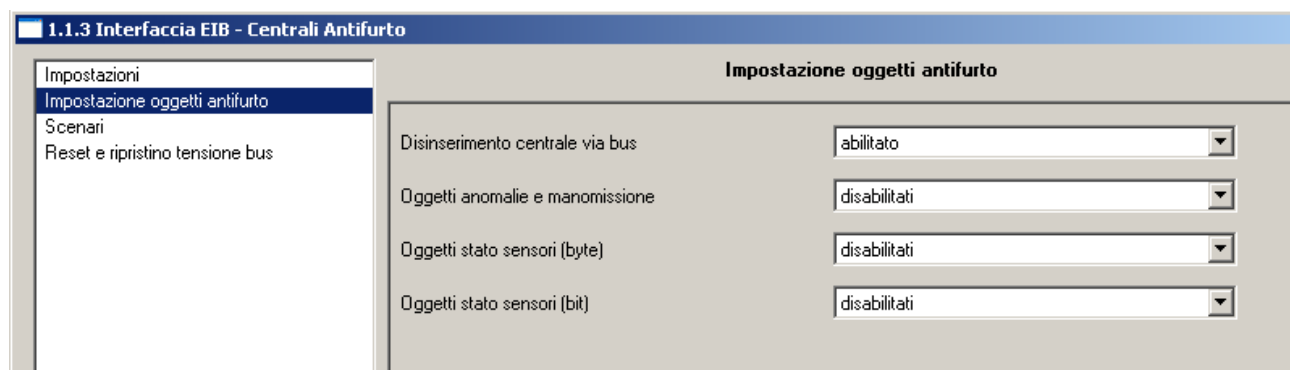 1.1.3 Interfaccia EIB - Centrali Antifurto
Impostazioni
Impostazione oggetti antifurto
Scenari
Reset e ripristino tensione bus
Impostazione oggetti antifurto
Disinserimento centrale via bus abilitato
Oggetti anomalie e manomissione disabilitati
Oggetti stato sensori (byte) disabilitati
Oggetti stato sensori (bit) disabilitati